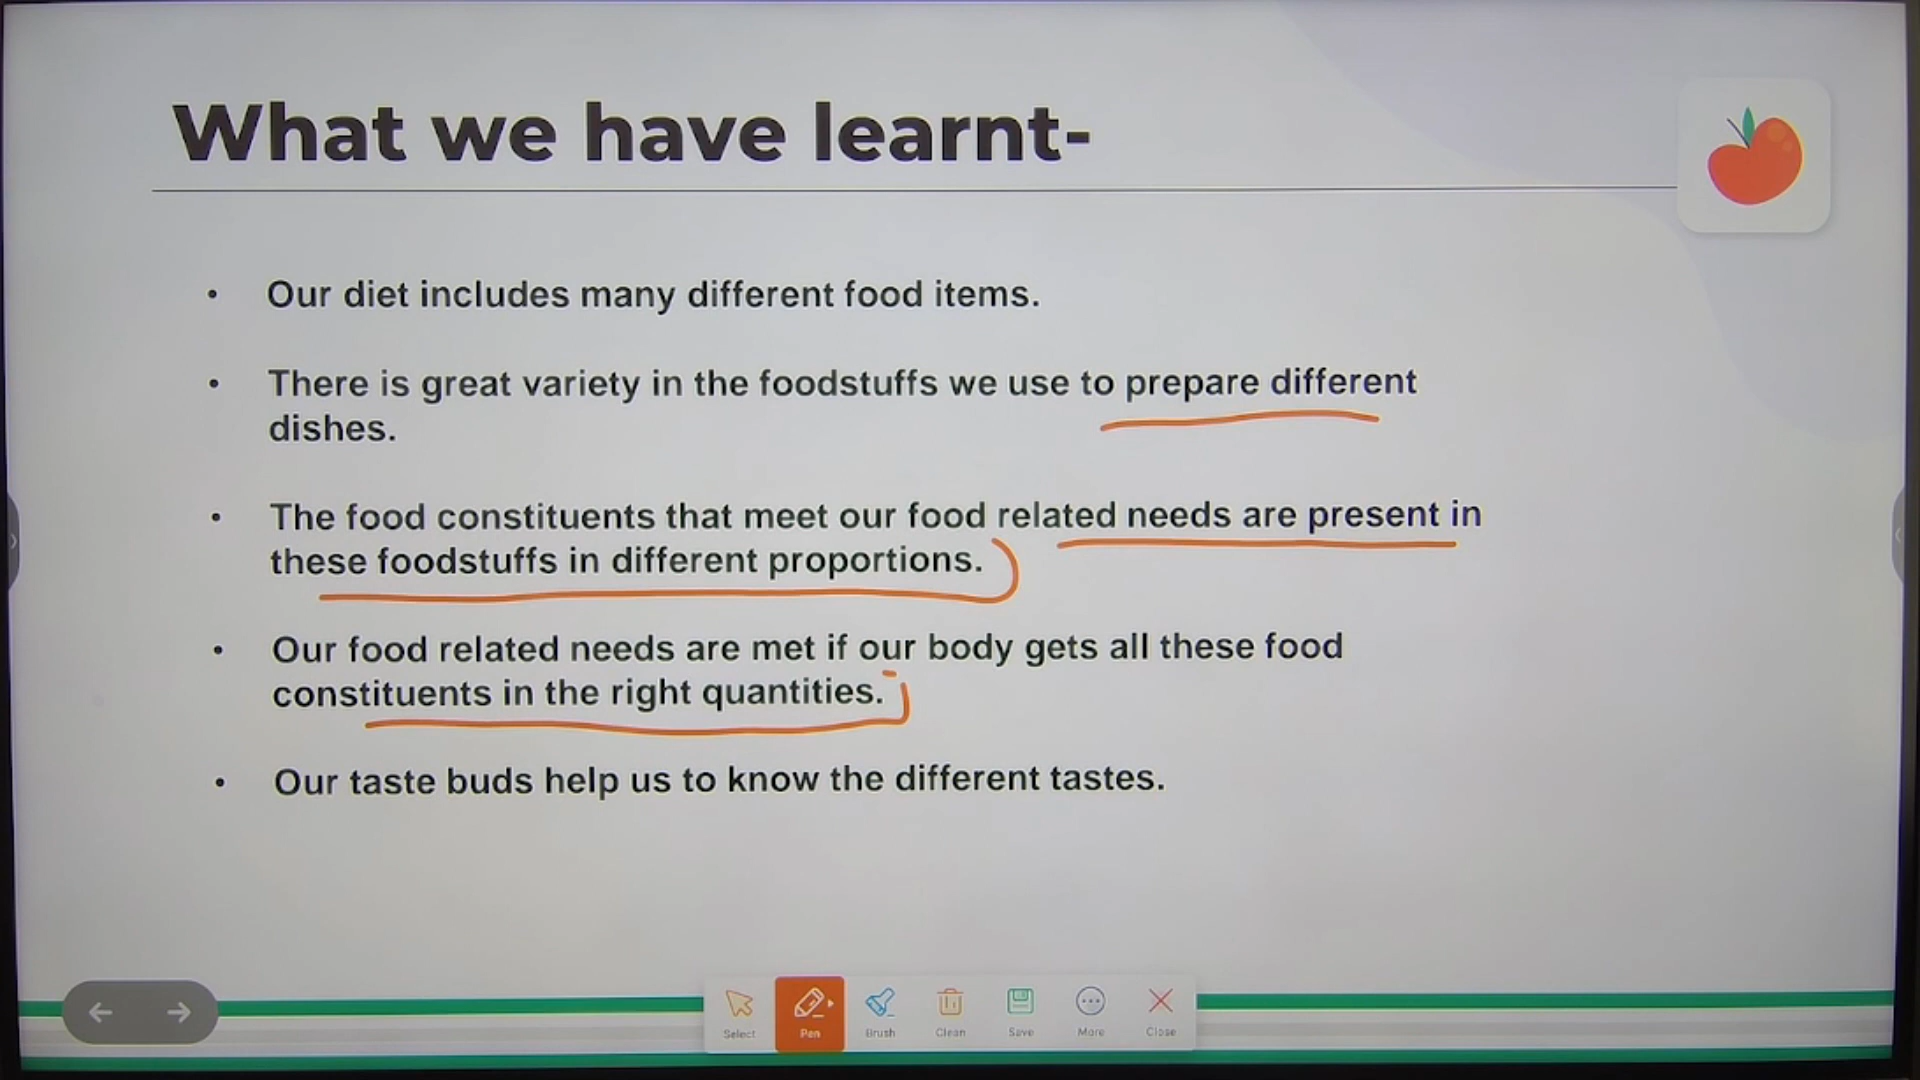 What we have learnt-
• Our diet includes many different food items.
• There is great variety in the foodstuffs we use to prepare different
dishes.
• The food constituents that meet our food related needs are present in
these foodstuffs in different proportions.
• Our food related needs are met if our body gets all these food
constituents in the right quantities.
• Our taste buds help us to know the different tastes.
Select Pen Brush Clean Save More Close